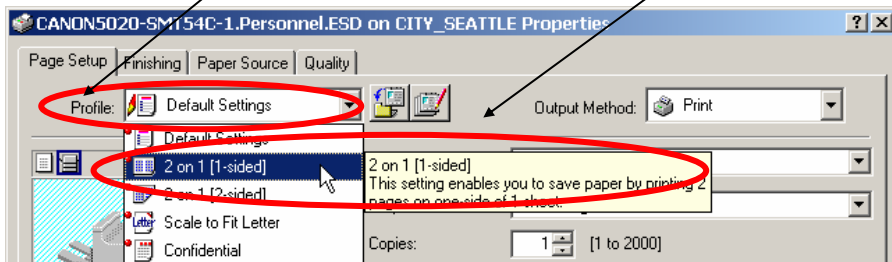 CANON5020-SMT54C-1.Personnel.ESD on CITY_SEATTLE Properties
Page Setup Finishing Paper Source Quality
Profile: Default Settings Output Method: Print
Default Settings
2 on 1 [1-sided] 2 on 1 [1-sided]
This setting enables you to save paper by printing 2
2 on 1 [2-sided] pages on one-side of 1 sheet.
Letter Scale to Fit Letter
Confidential Copies: 1 [1 to 2000]